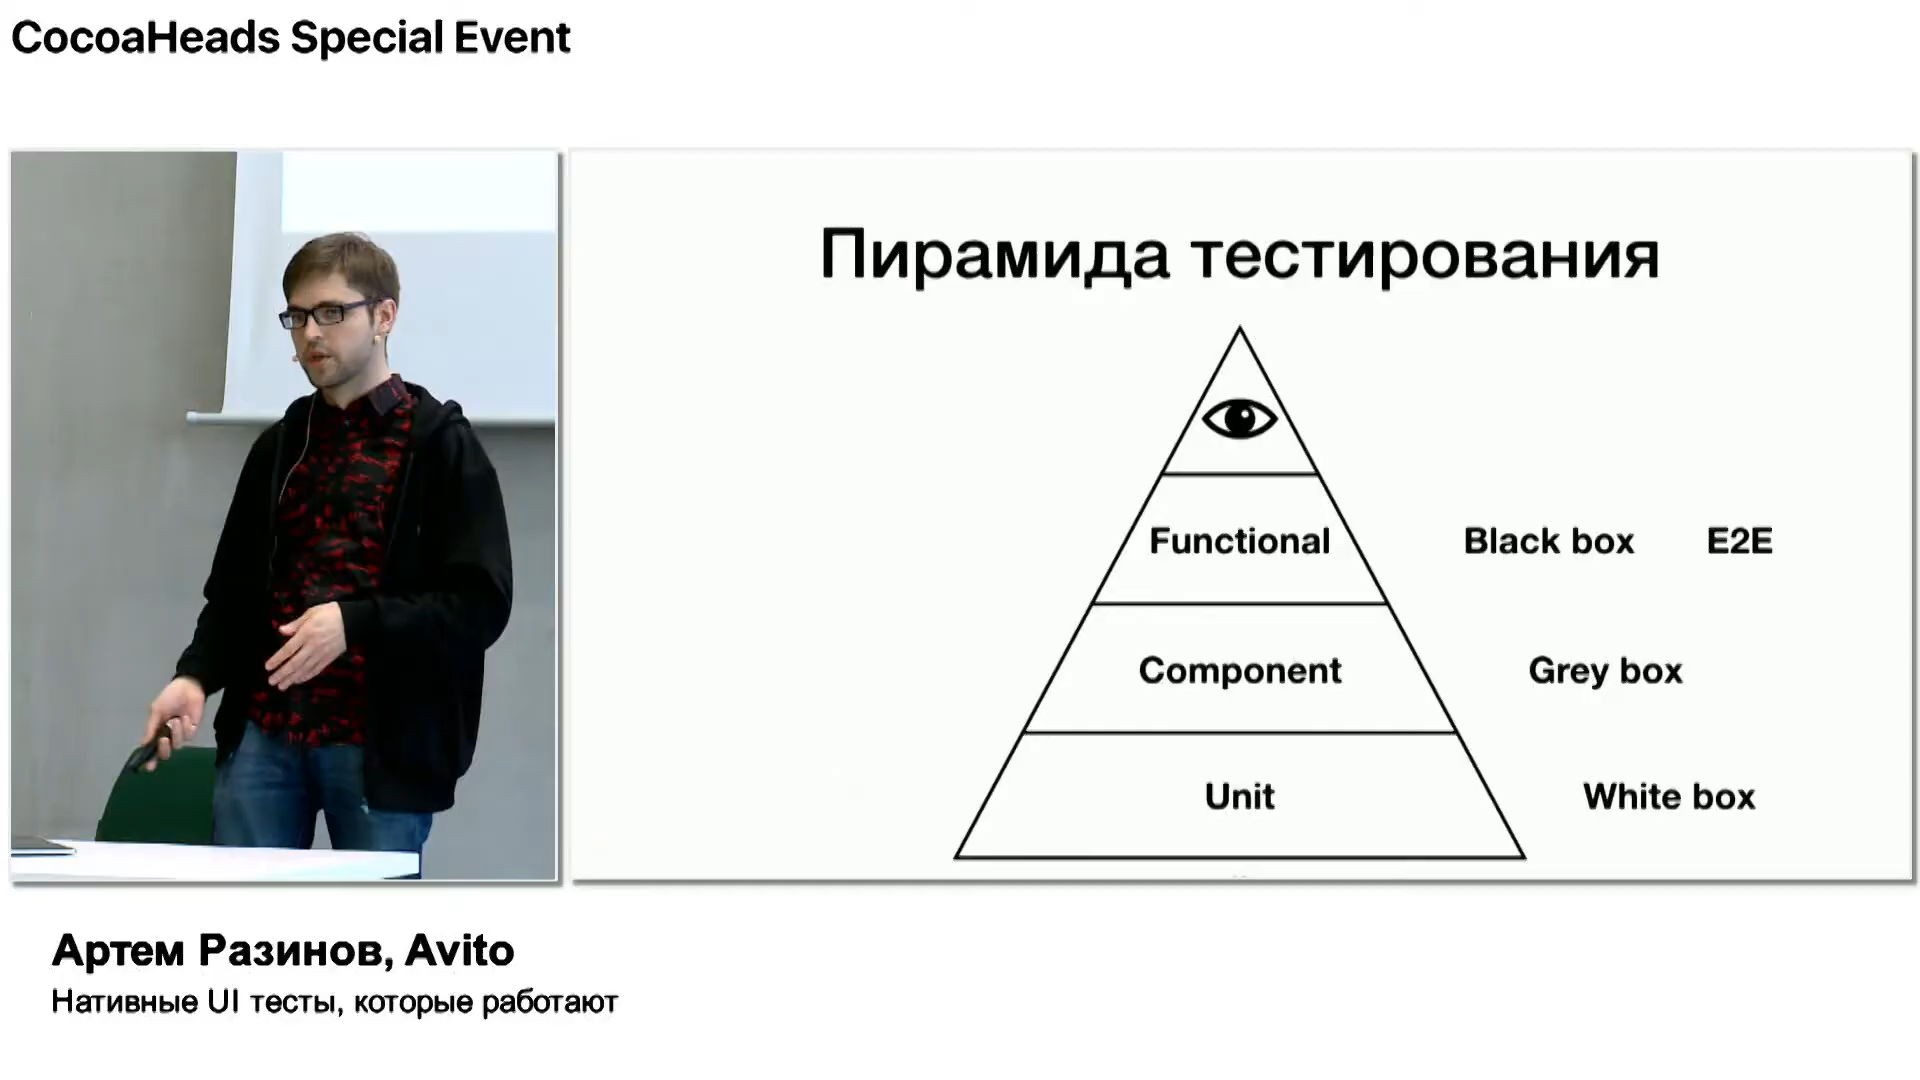 CocoaHeads Special Event
Пирамида тестирования
Functional Black box E2E
Component Grey box
Unit White box
Артем Разинов, Avito
Нативные UI тесты, которые работают